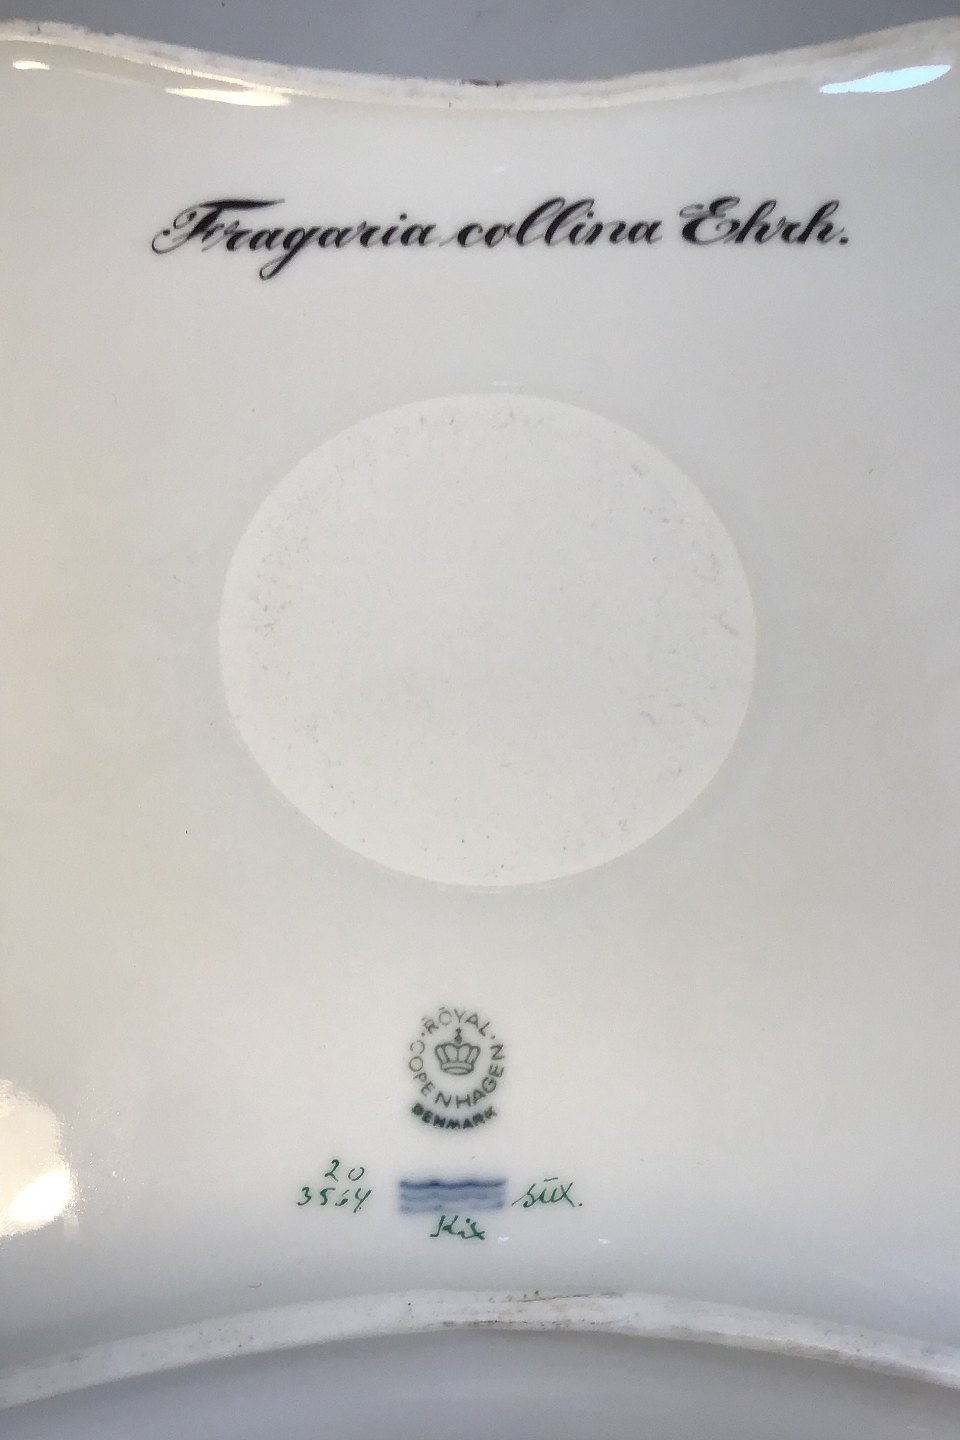 Fragaria collina Ehrh.
ROYAL COPENHAGEN
DENMARK
20
3564.